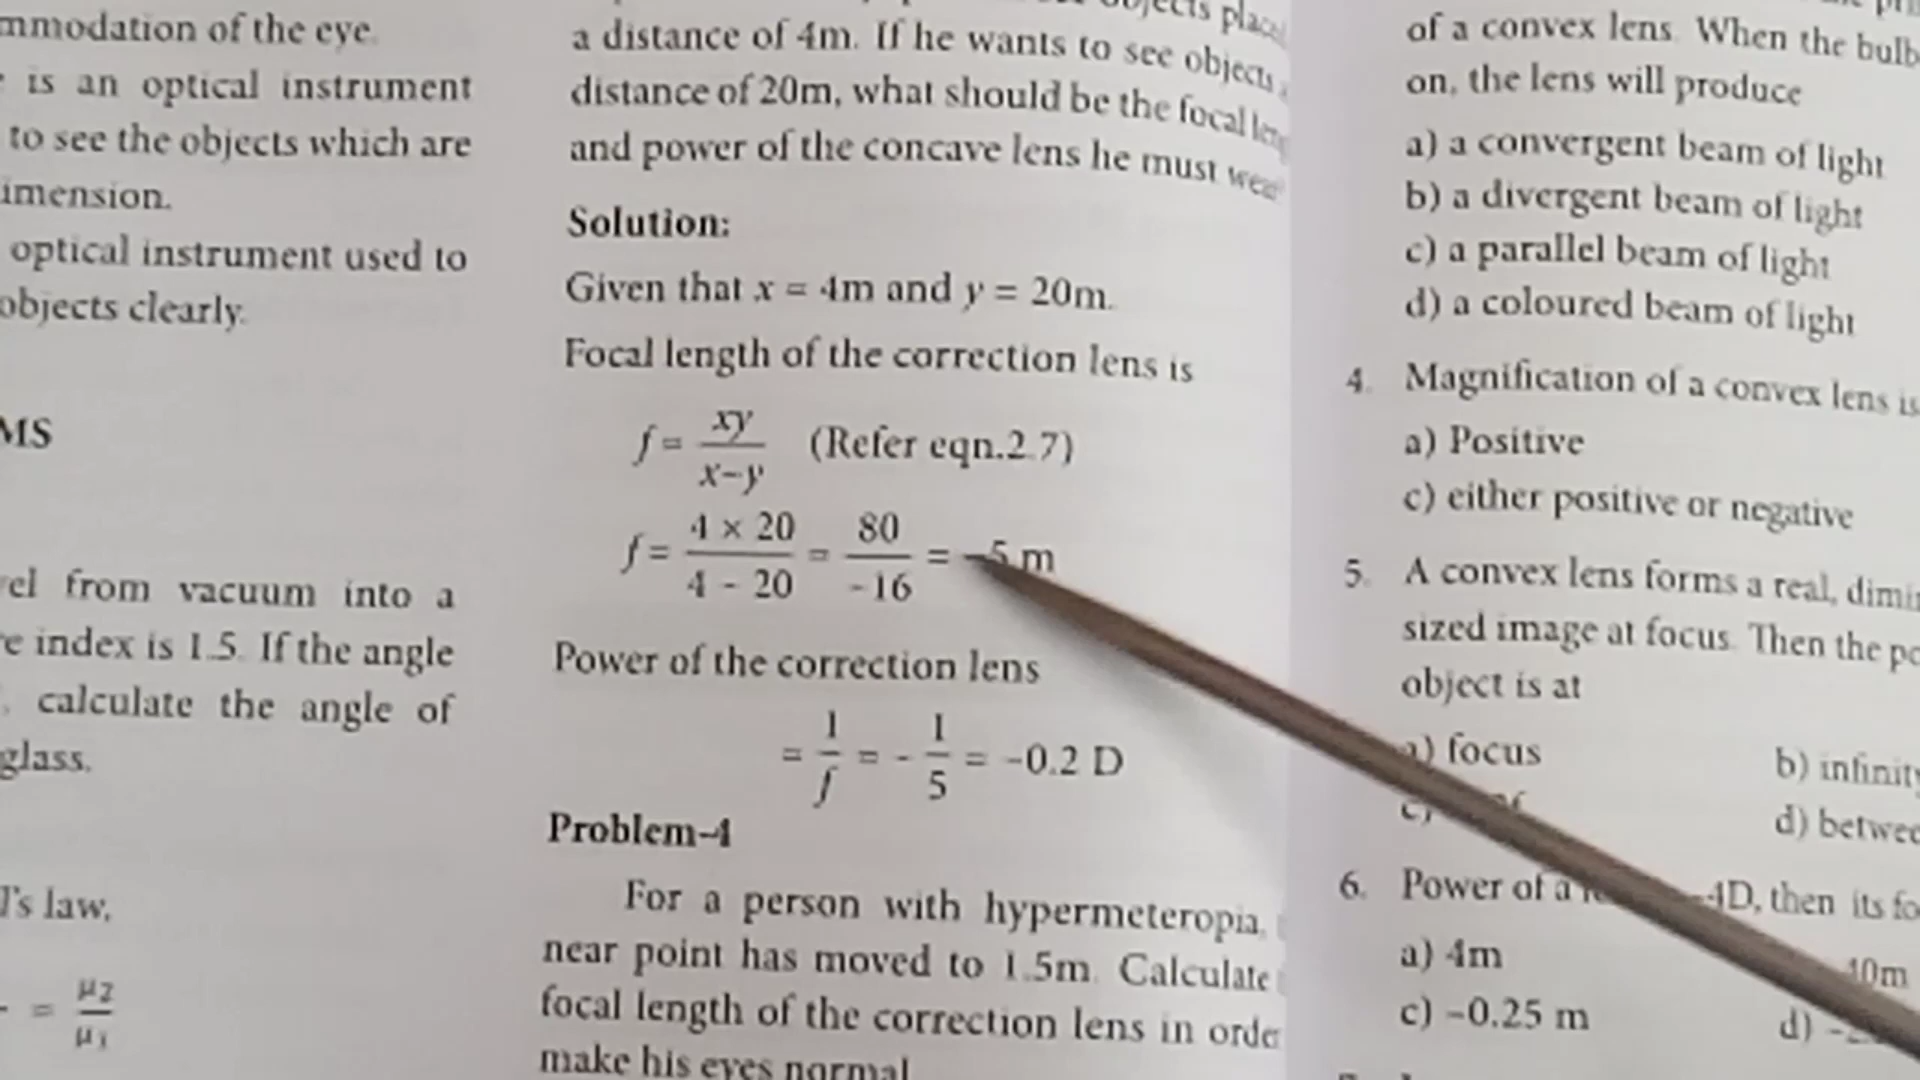 mmodation of the eye.
is an optical instrument
to see the objects which are
imension.
optical instrument used to
objects clearly.
MS
from vacuum into a
index is 1.5. If the angle
calculate the angle of
glass.
T's law,
= μ2
μ1
a distance of 4m. If he wants to see objects
distance of 20m, what should be the focal
and power of the concave lens he must wear
Solution:
Given that x = 4m and y = 20m.
Focal length of the correction lens is
f = xy / x–y (Refer eqn.2.7)
f = 4 × 20 / 4 - 20 = 80 / -16 = –5 m
Power of the correction lens
= 1 / f = - 1 / 5 = -0.2 D
Problem-4
For a person with hypermeteropia,
near point has moved to 1.5m. Calculate
focal length of the correction lens in
make his eyes normal.
of a convex lens. When the bulb
on, the lens will produce
a) a convergent beam of light
b) a divergent beam of light
c) a parallel beam of light
d) a coloured beam of light
4. Magnification of a convex lens is
a) Positive
c) either positive or negative
5. A convex lens forms a real,
sized image at focus. Then the
object is at
a) focus b) infinity
d)
6. Power of a -4D, then its
a) 4m
c) -0.25 m d)